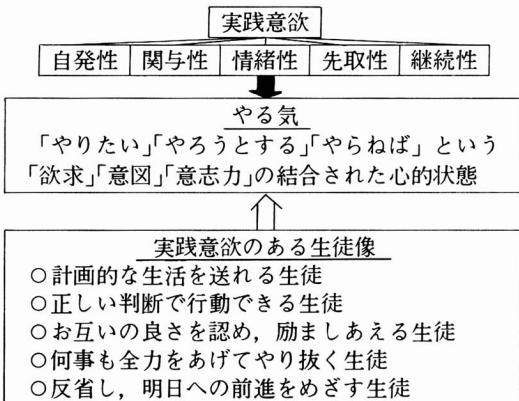 実践意欲
自発性 関与性 情緒性 先取性 継続性
やる気
「やりたい」「やろうとする」「やらねば」という
「欲求」「意図」「意志力」の結合された心的状態
実践意欲のある生徒像
○計画的な生活を送れる生徒
○正しい判断で行動できる生徒
○お互いの良さを認め，励ましあえる生徒
○何事も全力をあげてやり抜く生徒
○反省し，明日への前進をめざす生徒